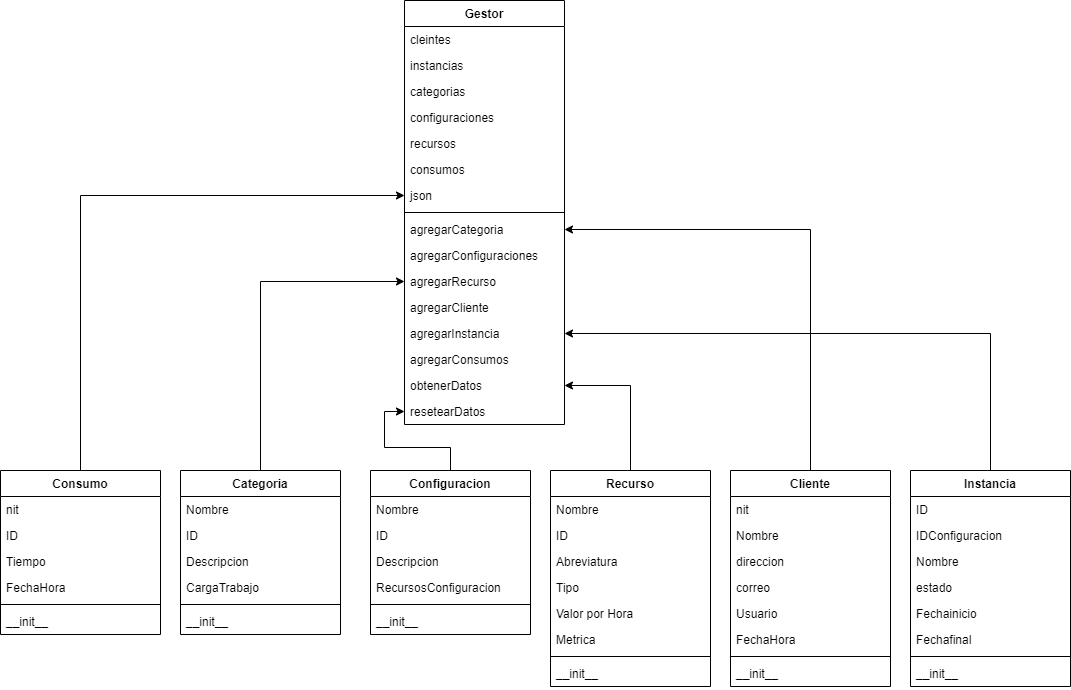 Gestor
cleintes
instancias
categorias
configuraciones
recursos
consumos
json
agregarCategoria
agregarConfiguraciones
agregarRecurso
agregarCliente
agregarInstancia
agregarConsumos
obtenerDatos
resetearDatos
Consumo
nit
ID
Tiempo
FechaHora
__init__
Categoria
Nombre
ID
Descripcion
CargaTrabajo
__init__
Configuracion
Nombre
ID
Descripcion
RecursosConfiguracion
__init__
Recurso
Nombre
ID
Abreviatura
Tipo
Valor por Hora
Metrica
__init__
Cliente
nit
Nombre
direccion
correo
Usuario
FechaHora
__init__
Instancia
ID
IDConfiguracion
Nombre
estado
Fechainicio
Fechafinal
__init__